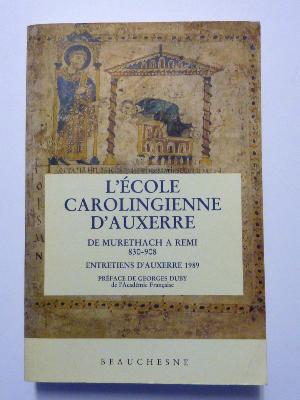 L'ÉCOLE
CAROLINGIENNE
D'AUXERRE
DE MURETHACH A REMI
830-908
ENTRETIENS D'AUXERRE 1989
PRÉFACE DE GEORGES DUBY
de l'Académie Française
BEAUCHESNE